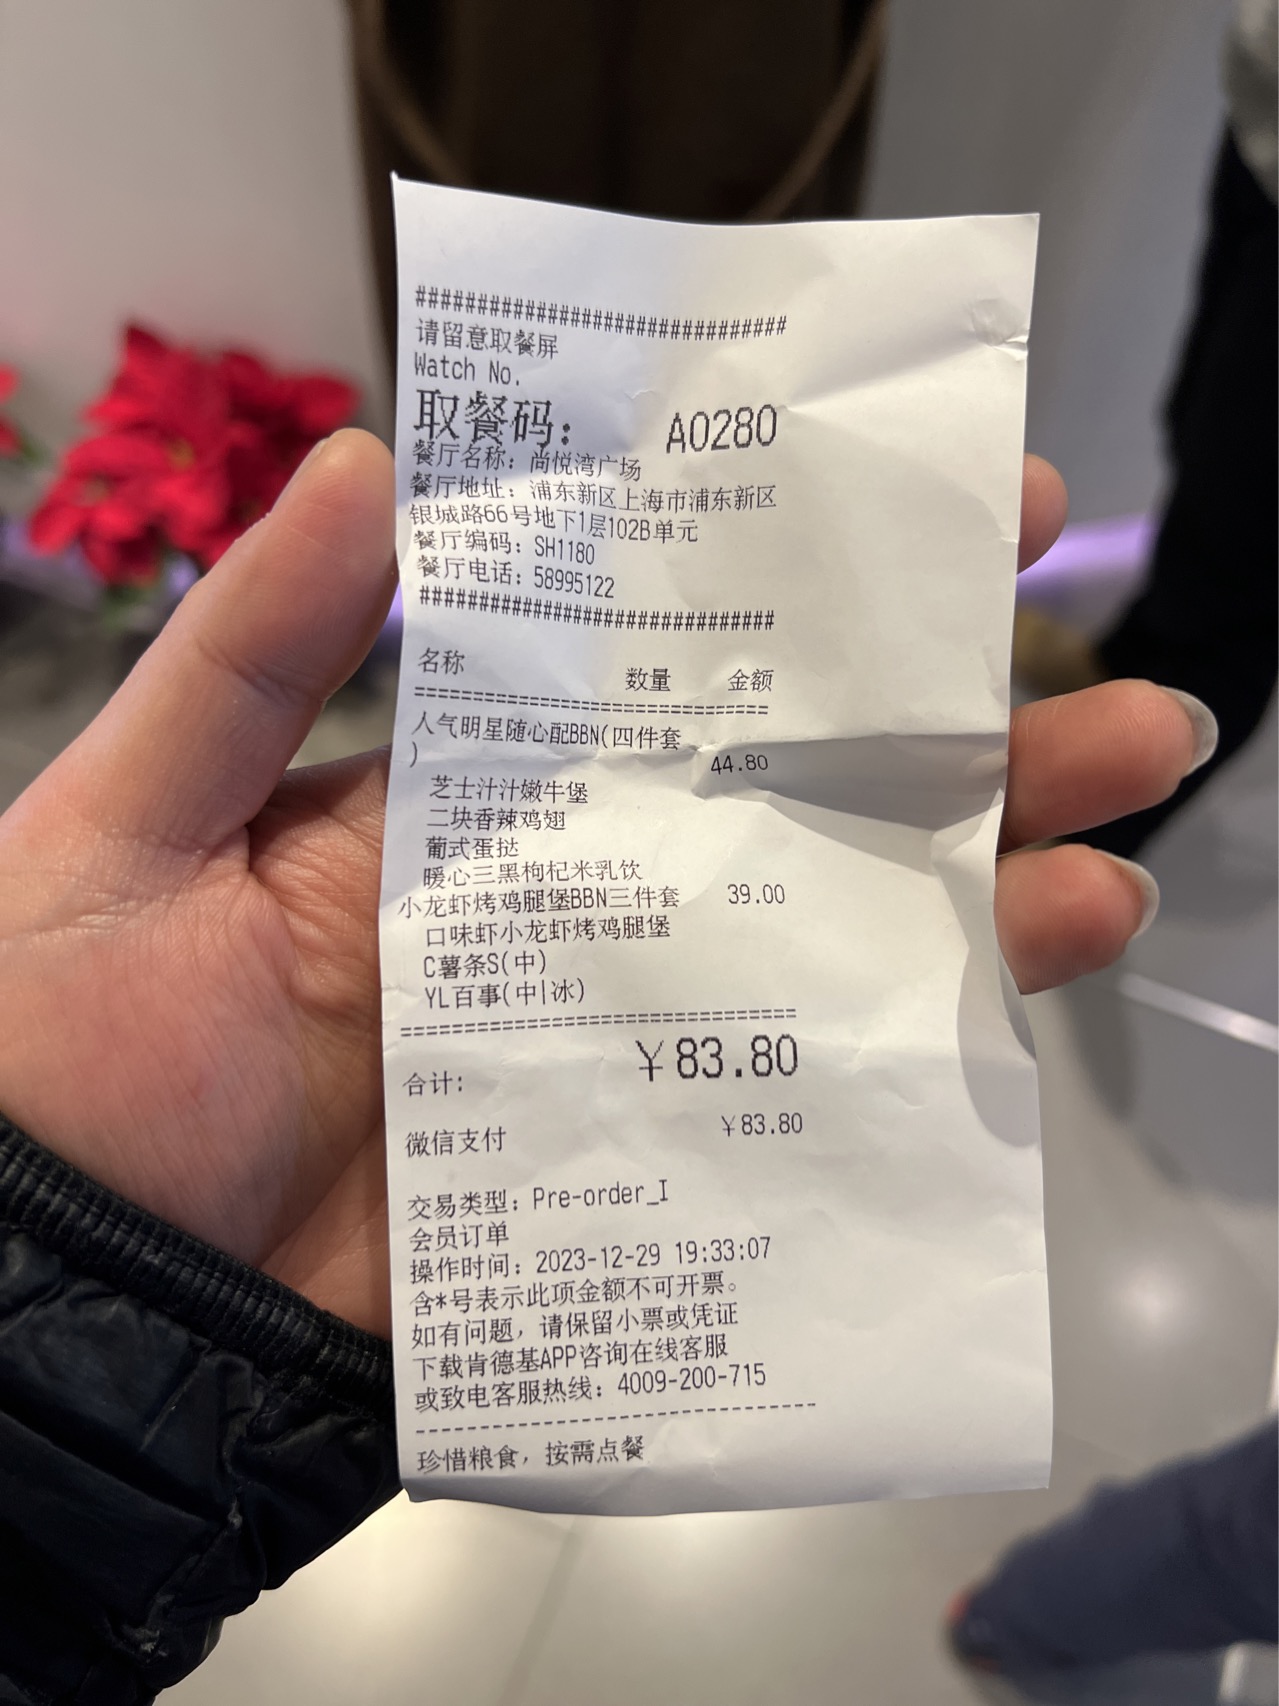 ###############################
请留意取餐屏
Watch No.
取餐码: A0280
餐厅名称: 尚悦湾广场
餐厅地址: 浦东新区上海市浦东新区
银城路66号地下1层102B单元
餐厅编码: SH1180
餐厅电话: 58995122
###############################
名称 数量 金额
===============================
人气明星随心配BBN(四件套
) 44.80
芝士汁汁嫩牛堡
二块香辣鸡翅
葡式蛋挞
暖心三黑枸杞米乳饮
小龙虾烤鸡腿堡BBN三件套 39.00
口味虾小龙虾烤鸡腿堡
C薯条S(中)
YL百事(中|冰)
===============================
合计: ￥83.80
微信支付 ￥83.80
交易类型: Pre-order_I
会员订单
操作时间: 2023-12-29 19:33:07
含*号表示此项金额不可开票。
如有问题，请保留小票或凭证
下载肯德基APP咨询在线客服
或致电客服热线: 4009-200-715
-------------------------------
珍惜粮食，按需点餐